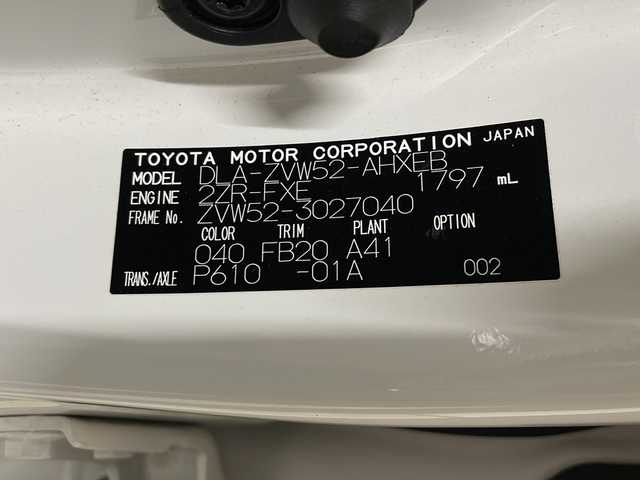 TOYOTA MOTOR CORPORATION JAPAN
MODEL DLA-ZVW52-AHXEB
ENGINE 2ZR-FXE 1797 mL
FRAME No. ZVW52-3027040
COLOR TRIM PLANT OPTION
040 FB20 A41
TRANS./AXLE P610 -01A 002